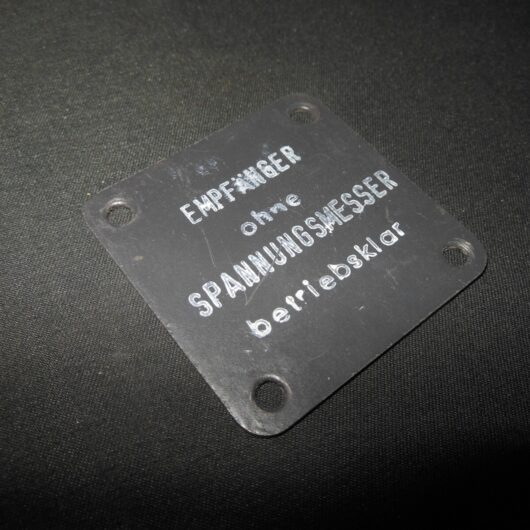 EMPFÄNGER
ohne
SPANNUNGSMESSER
betriebsklar